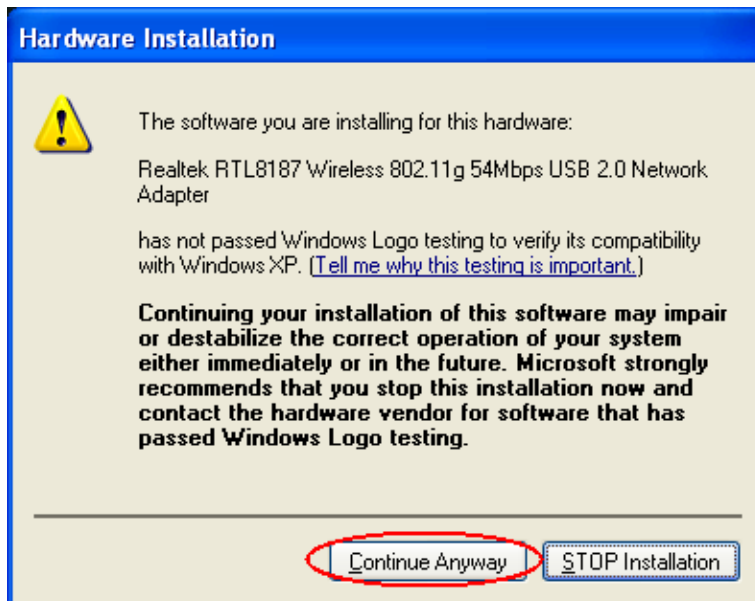 Hardware Installation
The software you are installing for this hardware:
Realtek RTL8187 Wireless 802.11g 54Mbps USB 2.0 Network
Adapter
has not passed Windows Logo testing to verify its compatibility
with Windows XP. (Tell me why this testing is important.)
Continuing your installation of this software may impair
or destabilize the correct operation of your system
either immediately or in the future. Microsoft strongly
recommends that you stop this installation now and
contact the hardware vendor for software that has
passed Windows Logo testing.
Continue Anyway STOP Installation